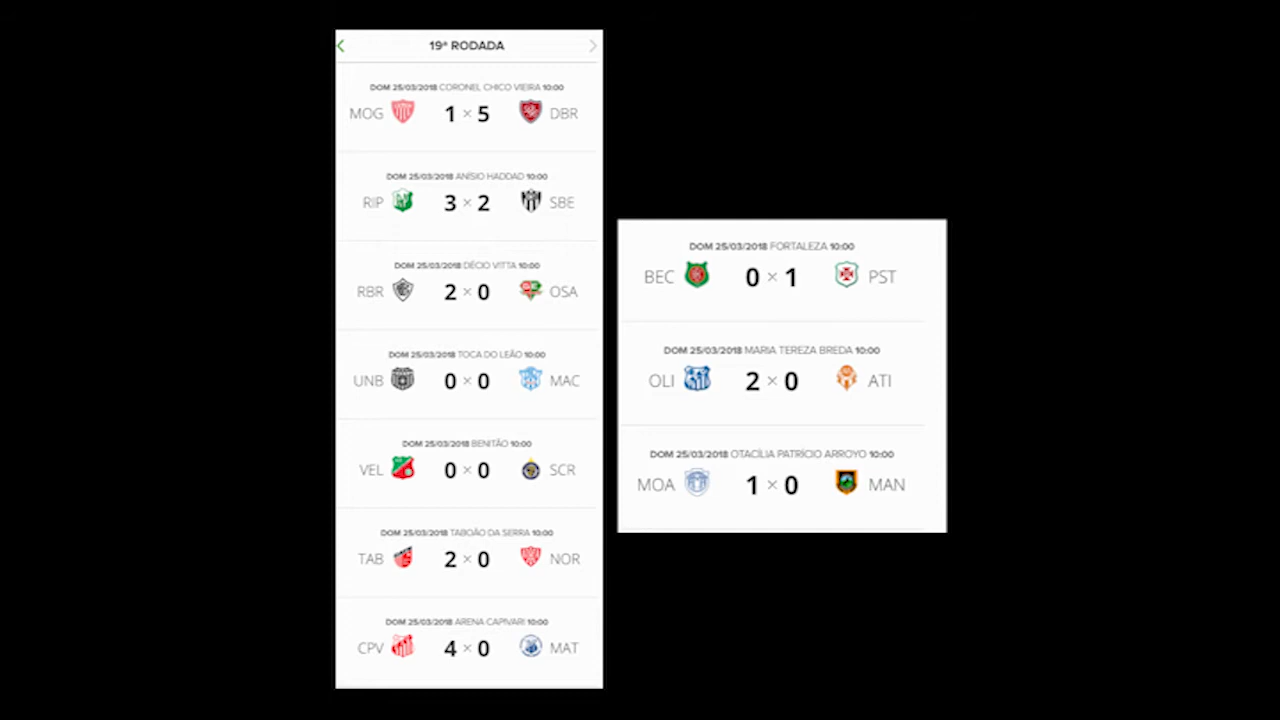 19ª RODADA
DOM 25/03/2018 CORONEL CHICO VIEIRA 10:00
MOG 1 × 5 DBR
DOM 25/03/2018 ANÍSIO HADDAD 10:00
RIP 3 × 2 SBE
DOM 25/03/2018 DÉCIO VITTA 10:00
RBR 2 × 0 OSA
DOM 25/03/2018 TOCA DO LEÃO 10:00
UNB 0 × 0 MAC
DOM 25/03/2018 BENITÃO 10:00
VEL 0 × 0 SCR
DOM 25/03/2018 TABOÃO DA SERRA 10:00
TAB 2 × 0 NOR
DOM 25/03/2018 ARENA CAPIVARI 10:00
CPV 4 × 0 MAT
DOM 25/03/2018 FORTALEZA 10:00
BEC 0 × 1 PST
DOM 25/03/2018 MARIA TEREZA BREDA 10:00
OLI 2 × 0 ATI
DOM 25/03/2018 OTACÍLIA PATRÍCIO ARROYO 10:00
MOA 1 × 0 MAN